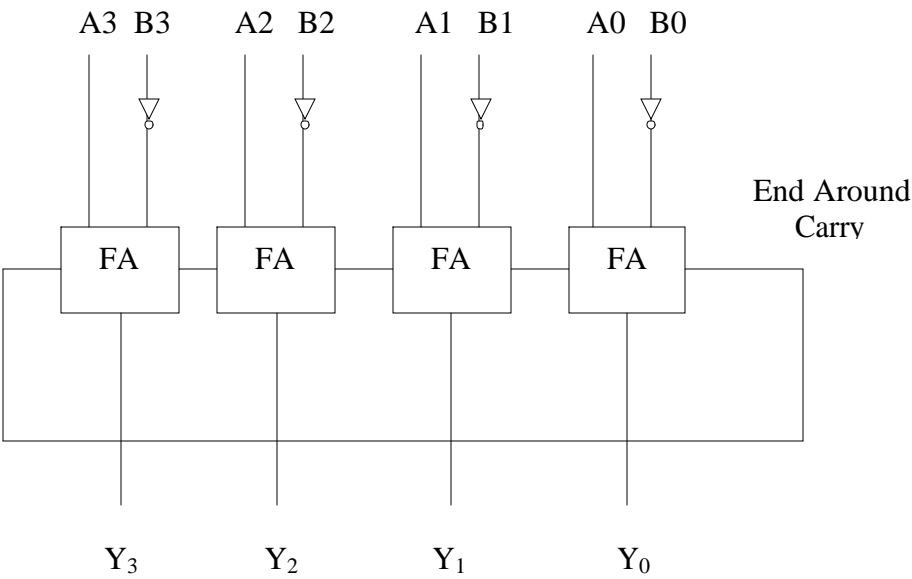 A3 B3 A2 B2 A1 B1 A0 B0
End Around
Carry
FA FA FA FA
Y3 Y2 Y1 Y0